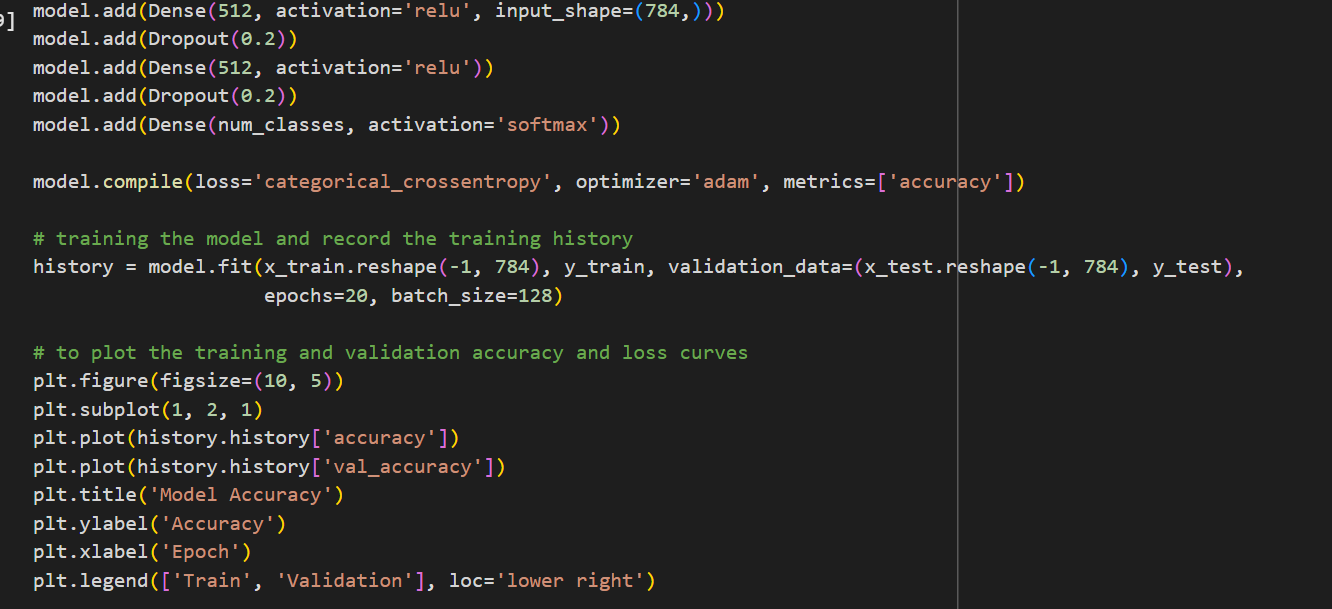 9]
model.add(Dense(512, activation='relu', input_shape=(784,)))
model.add(Dropout(0.2))
model.add(Dense(512, activation='relu'))
model.add(Dropout(0.2))
model.add(Dense(num_classes, activation='softmax'))
model.compile(loss='categorical_crossentropy', optimizer='adam', metrics=['accuracy'])
# training the model and record the training history
history = model.fit(x_train.reshape(-1, 784), y_train, validation_data=(x_test.reshape(-1, 784), y_test),
epochs=20, batch_size=128)
# to plot the training and validation accuracy and loss curves
plt.figure(figsize=(10, 5))
plt.subplot(1, 2, 1)
plt.plot(history.history['accuracy'])
plt.plot(history.history['val_accuracy'])
plt.title('Model Accuracy')
plt.ylabel('Accuracy')
plt.xlabel('Epoch')
plt.legend(['Train', 'Validation'], loc='lower right')